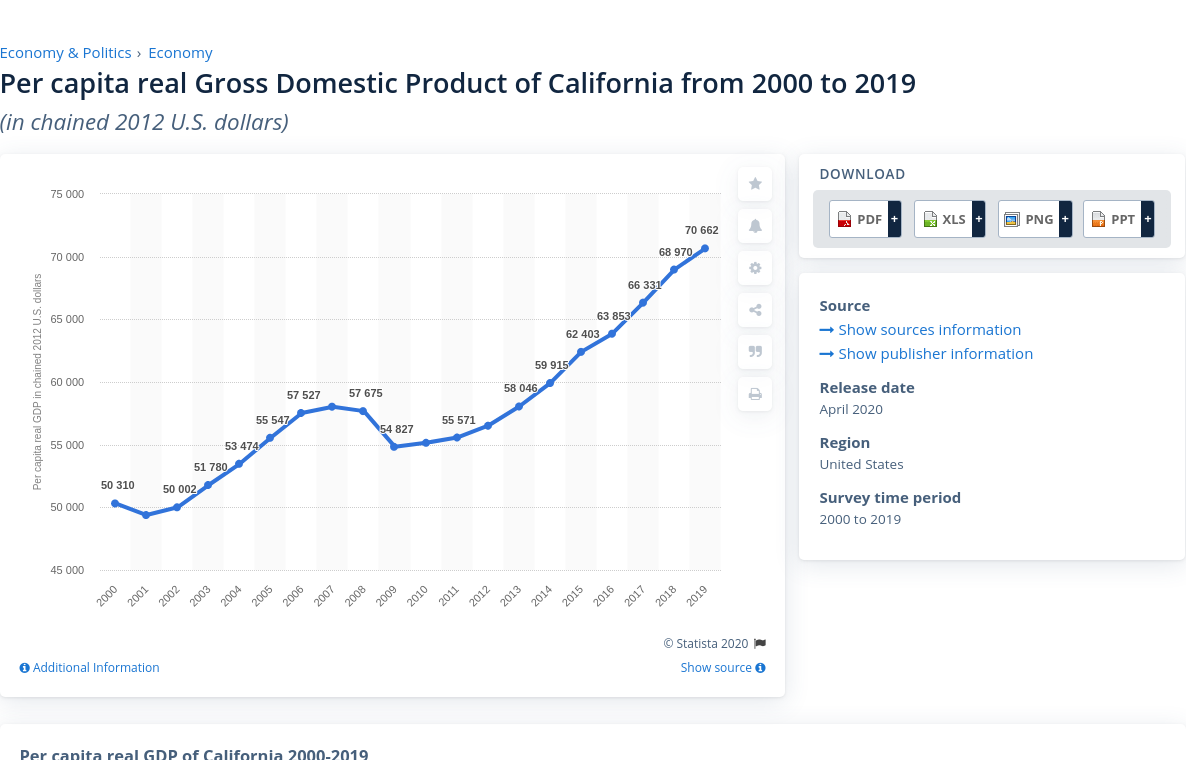 Economy & Politics › Economy
Per capita real Gross Domestic Product of California from 2000 to 2019
(in chained 2012 U.S. dollars)
Per capita real GDP in chained 2012 U.S. dollars
75 000
70 000
65 000
60 000
55 000
50 000
45 000
50 310
50 002
51 780
53 474
55 547
57 527
57 675
54 827
55 571
58 046
59 915
62 403
63 853
66 331
68 970
70 662
2000
2001
2002
2003
2004
2005
2006
2007
2008
2009
2010
2011
2012
2013
2014
2015
2016
2017
2018
2019
© Statista 2020
Additional Information
Show source
DOWNLOAD
PDF + XLS + PNG + PPT +
Source
Show sources information
Show publisher information
Release date
April 2020
Region
United States
Survey time period
2000 to 2019
Per capita real GDP of California 2000-2019